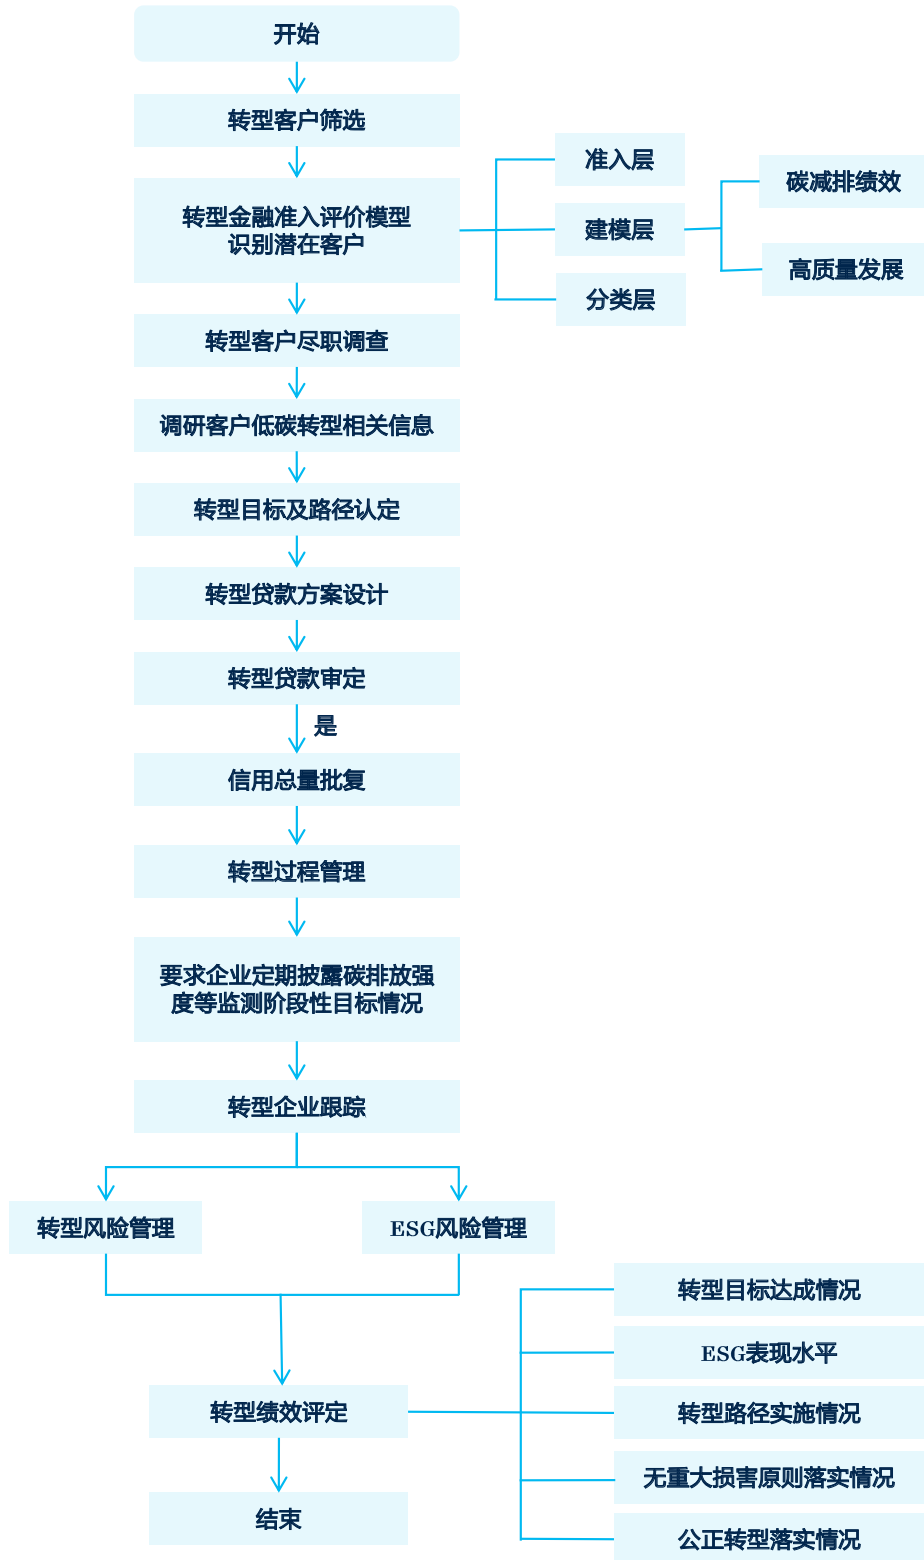 开始
转型客户筛选
转型金融准入评价模型
识别潜在客户
准入层
建模层
分类层
碳减排绩效
高质量发展
转型客户尽职调查
调研客户低碳转型相关信息
转型目标及路径认定
转型贷款方案设计
转型贷款审定
是
信用总量批复
转型过程管理
要求企业定期披露碳排放强
度等监测阶段性目标情况
转型企业跟踪
转型风险管理
ESG风险管理
转型绩效评定
转型目标达成情况
ESG表现水平
转型路径实施情况
无重大损害原则落实情况
公正转型落实情况
结束